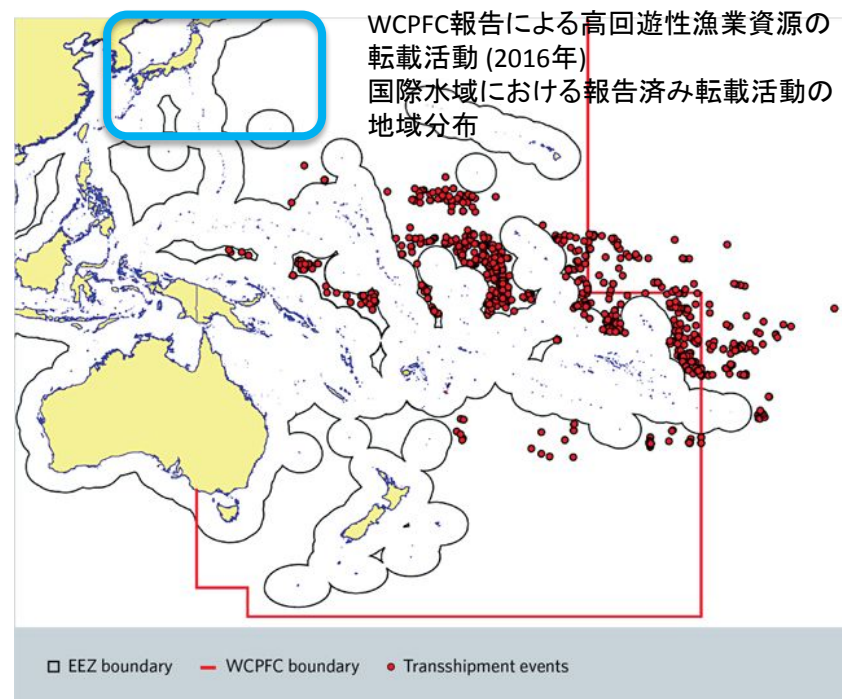 WCPFC報告による高回遊性漁業資源の
転載活動 (2016年)
国際水域における報告済み転載活動の
地域分布
EEZ boundary
WCPFC boundary
Transshipment events